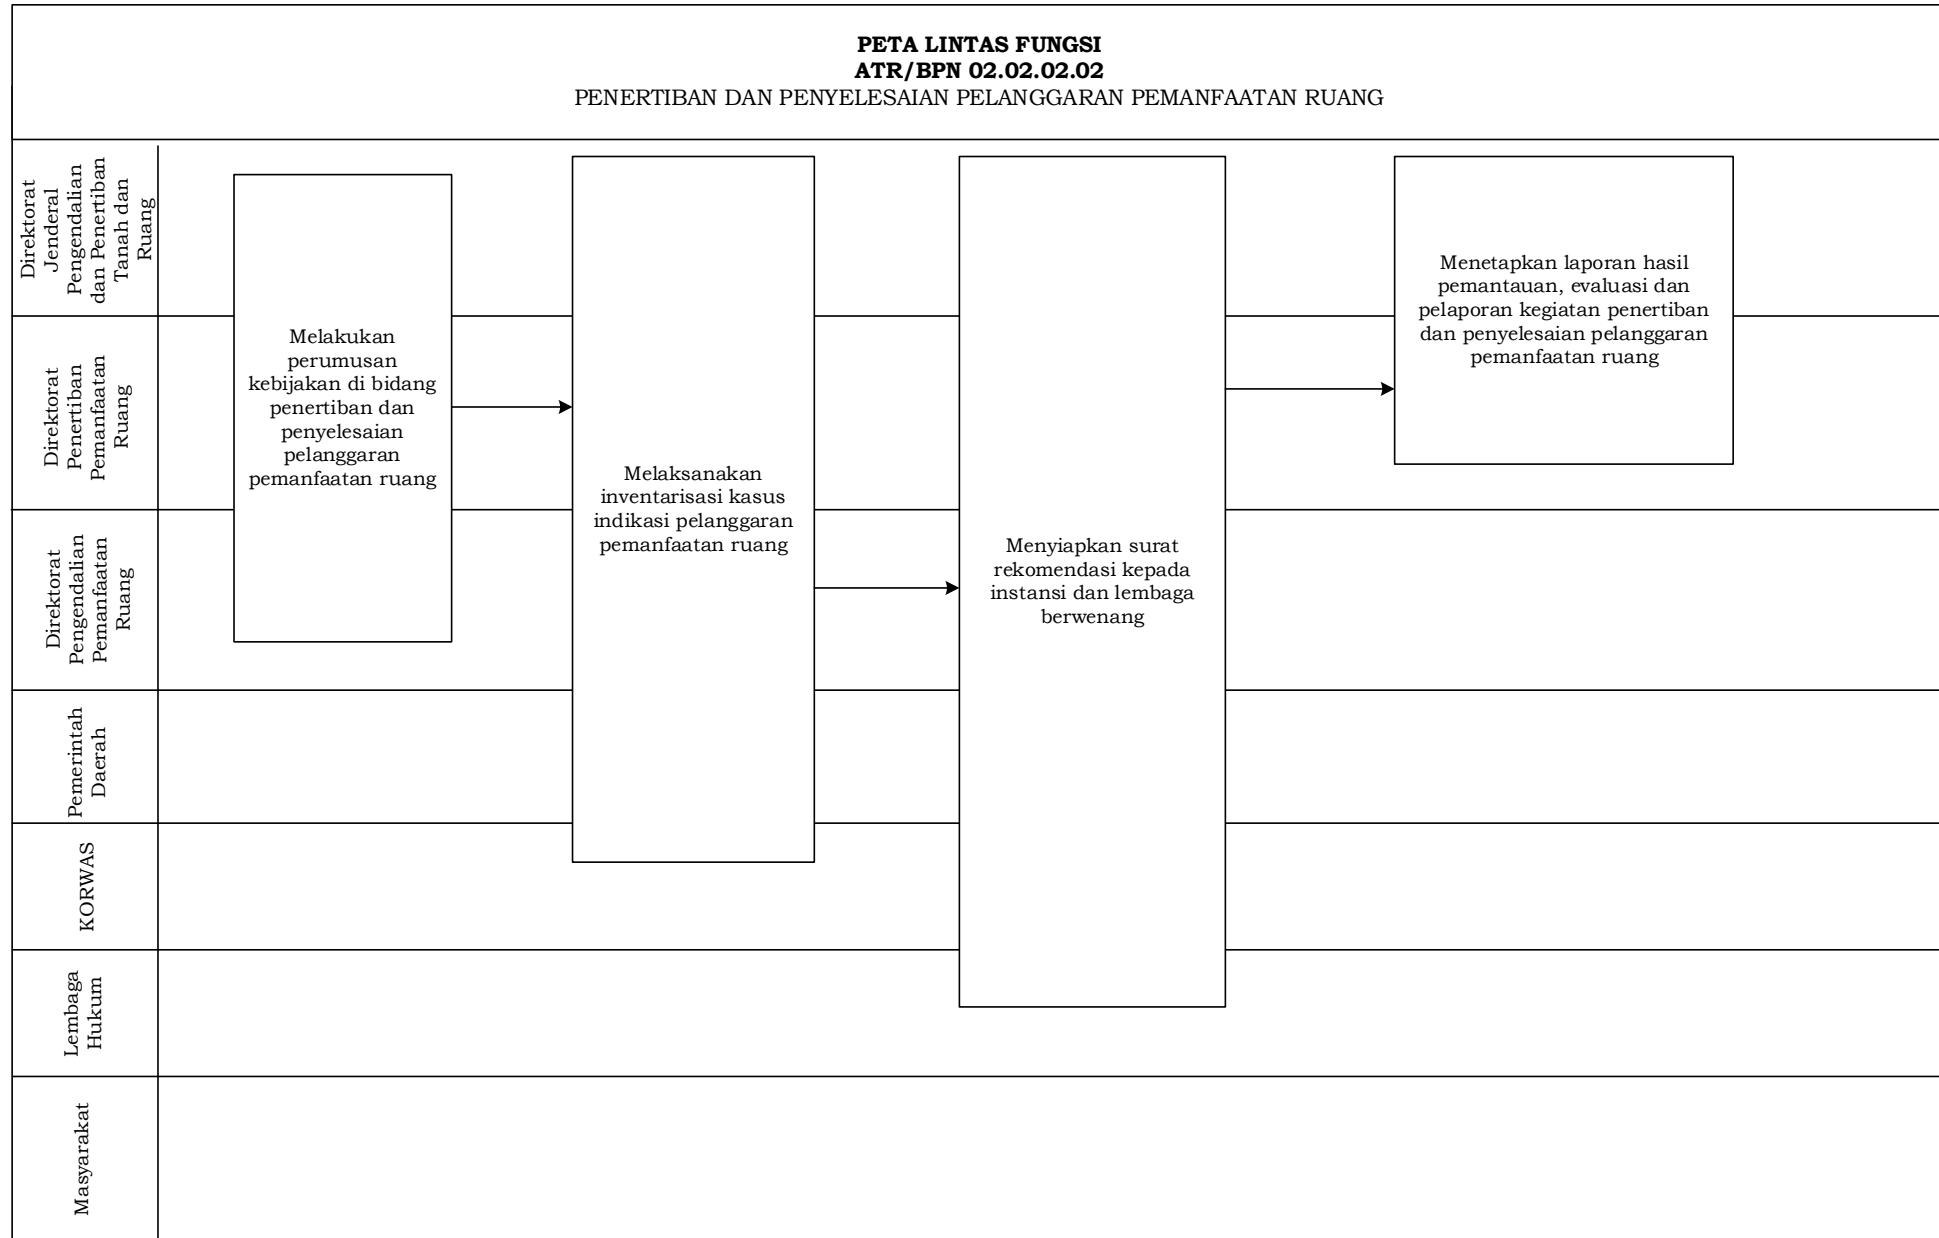 PETA LINTAS FUNGSI
ATR/BPN 02.02.02.02
PENERTIBAN DAN PENYELESAIAN PELANGGARAN PEMANFAATAN RUANG
Direktorat
Jenderal
Pengendalian
dan Penertiban
Tanah dan
Ruang
Direktorat
Penertiban
Pemanfaatan
Ruang
Direktorat
Pengendalian
Pemanfaatan
Ruang
Pemerintah
Daerah
KORWAS
Lembaga
Hukum
Masyarakat
Melakukan
perumusan
kebijakan di bidang
penertiban dan
penyelesaian
pelanggaran
pemanfaatan ruang
Melaksanakan
inventarisasi kasus
indikasi pelanggaran
pemanfaatan ruang
Menyiapkan surat
rekomendasi kepada
instansi dan lembaga
berwenang
Menetapkan laporan hasil
pemantauan, evaluasi dan
pelaporan kegiatan penertiban
dan penyelesaian pelanggaran
pemanfaatan ruang